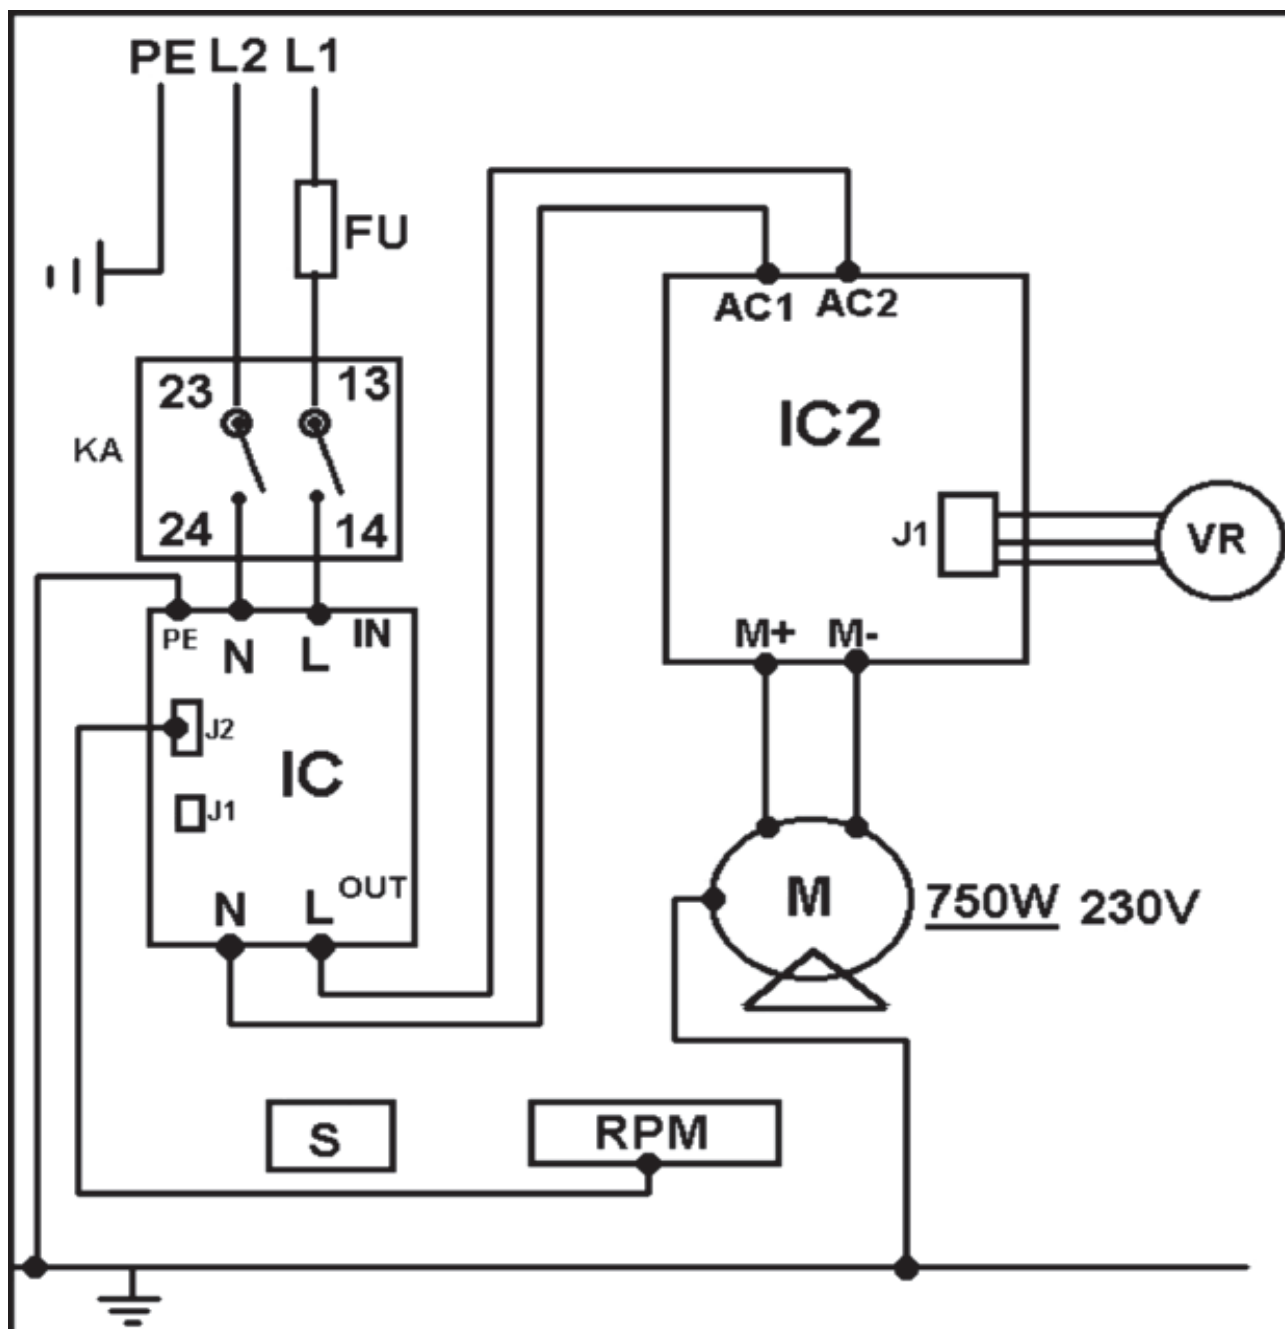 PE L2 L1
FU
23 13
KA
24 14
PE N L IN
J2
IC
J1
N L OUT
AC1 AC2
IC2
J1 VR
M+ M-
M 750W 230V
S RPM